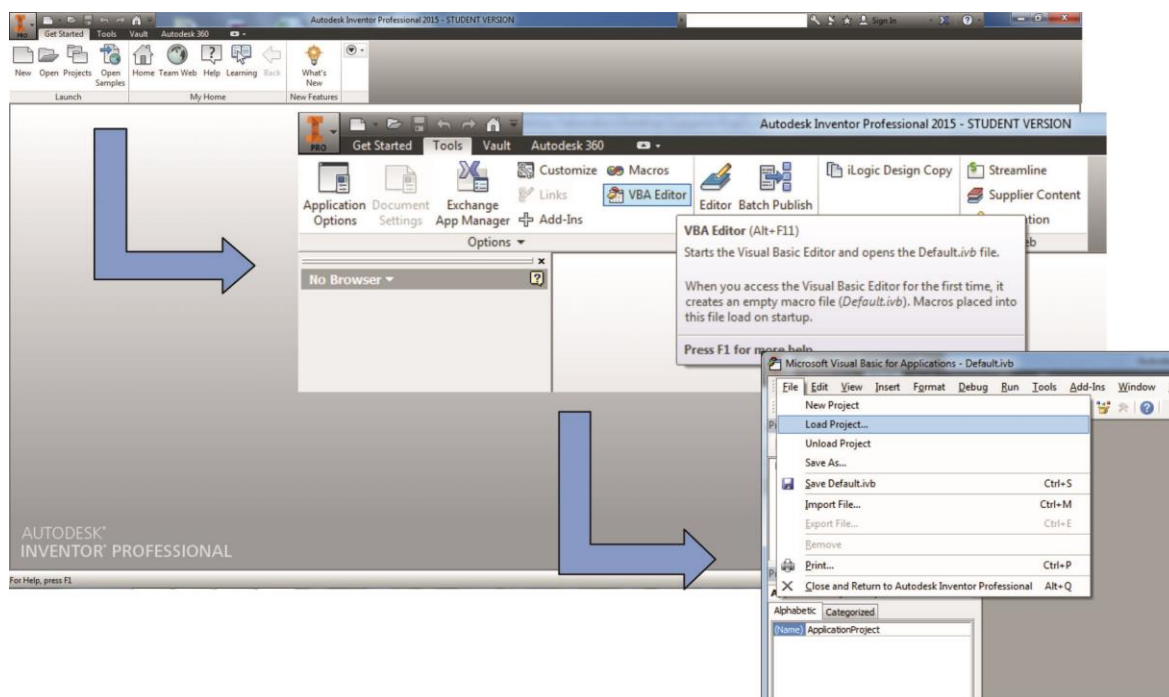 Autodesk Inventor Professional 2015 - STUDENT VERSION
Sign In
PRO
Get Started Tools Vault Autodesk 360
New Open Projects Open Samples Home Team Web Help Learning Back What's New
Launch My Home New Features
Autodesk Inventor Professional 2015 - STUDENT VERSION
PRO
Get Started Tools Vault Autodesk 360
Application Options
Document Settings
Exchange App Manager
Customize
Links
Add-Ins
Macros
VBA Editor
Editor Batch Publish
iLogic Design Copy
Streamline
Supplier Content
Options
No Browser
VBA Editor (Alt+F11)
Starts the Visual Basic Editor and opens the Default.ivb file.
When you access the Visual Basic Editor for the first time, it
creates an empty macro file (Default.ivb). Macros placed into
this file load on startup.
Press F1 for more help
Microsoft Visual Basic for Applications - Default.ivb
File Edit View Insert Format Debug Run Tools Add-Ins Window
New Project
Load Project...
Unload Project
Save As...
Save Default.ivb Ctrl+S
Import File... Ctrl+M
Export File... Ctrl+E
Remove
Print... Ctrl+P
Close and Return to Autodesk Inventor Professional Alt+Q
Alphabetic Categorized
(Name) ApplicationProject
AUTODESK®
INVENTOR® PROFESSIONAL
For Help, press F1